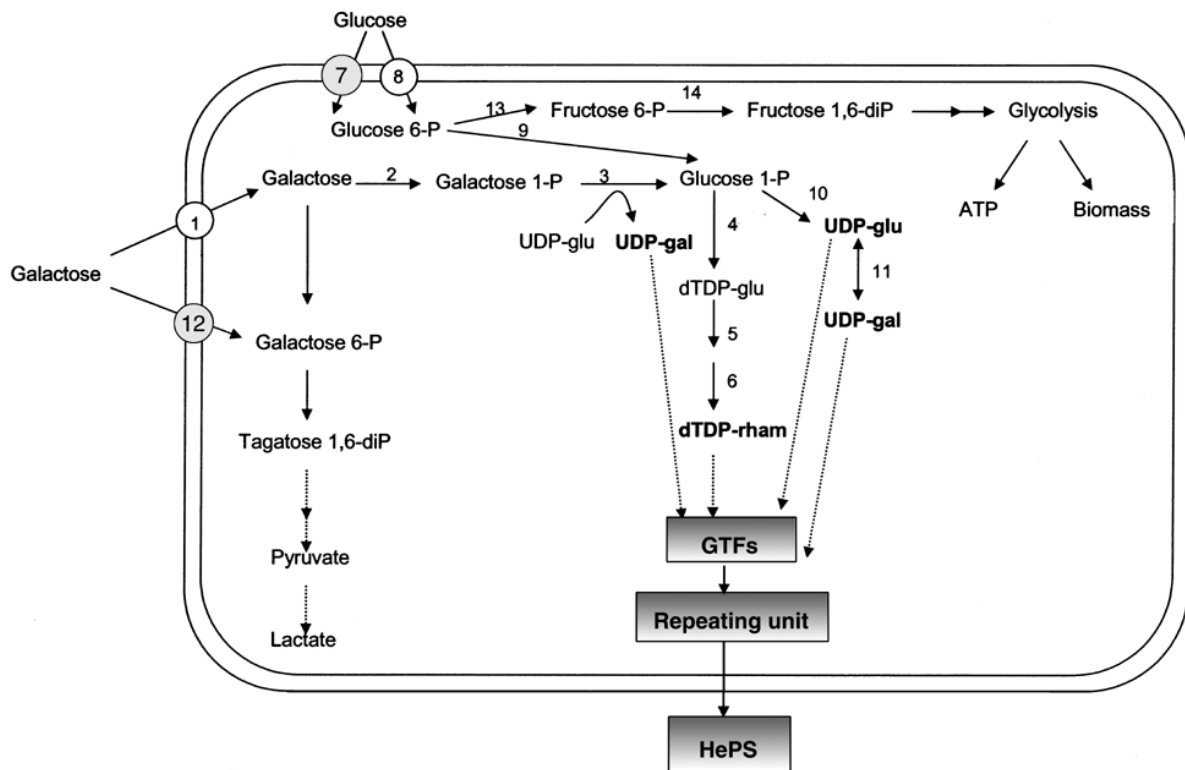 Glucose
7
8
14
13
Fructose 6-P
Fructose 1,6-diP
Glycolysis
Glucose 6-P
9
Galactose
2
Galactose 1-P
3
Glucose 1-P
10
ATP
Biomass
1
UDP-glu
UDP-gal
4
UDP-glu
Galactose
11
dTDP-glu
12
UDP-gal
Galactose 6-P
5
6
Tagatose 1,6-diP
dTDP-rham
Pyruvate
GTFs
Lactate
Repeating unit
HePS